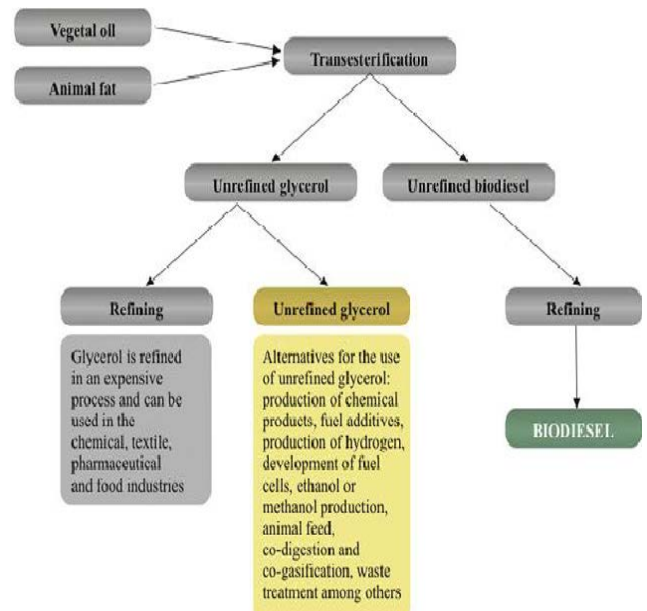 Vegetal oil
Animal fat
Transesterification
Unrefined glycerol
Unrefined biodiesel
Refining
Glycerol is refined
in an expensive
process and can be
used in the
chemical, textile,
pharmaceutical
and food industries
Unrefined glycerol
Alternatives for the use
of unrefined glycerol:
production of chemical
products, fuel additives,
production of hydrogen,
development of fuel
cells, ethanol or
methanol production,
animal feed,
co-digestion and
co-gasification, waste
treatment among others
Refining
BIODIESEL